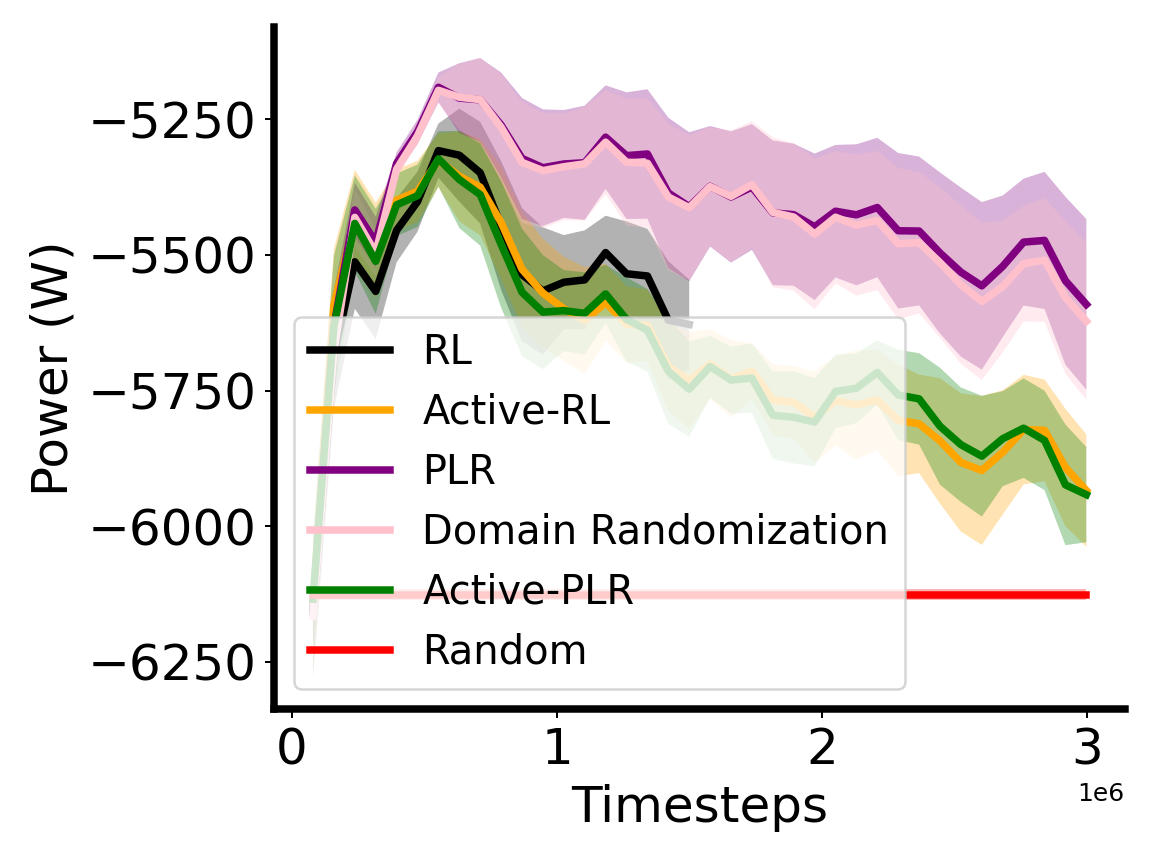 Power (W)
−5250
−5500
−5750
−6000
−6250
RL
Active-RL
PLR
Domain Randomization
Active-PLR
Random
0
1
2
3
1e6
Timesteps